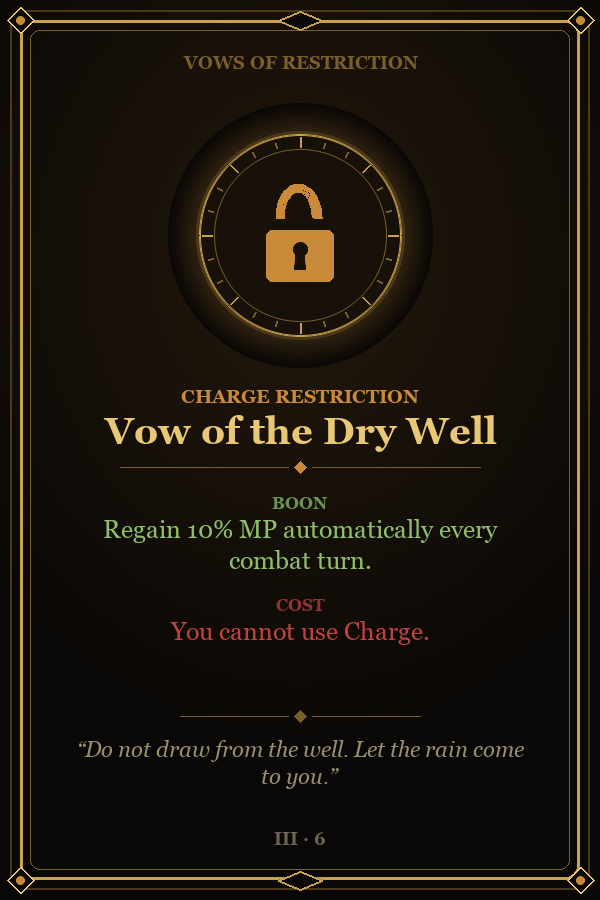 VOWS OF RESTRICTION
CHARGE RESTRICTION
Vow of the Dry Well
BOON
Regain 10% MP automatically every
combat turn.
COST
You cannot use Charge.
“Do not draw from the well. Let the rain come
to you.”
III · 6